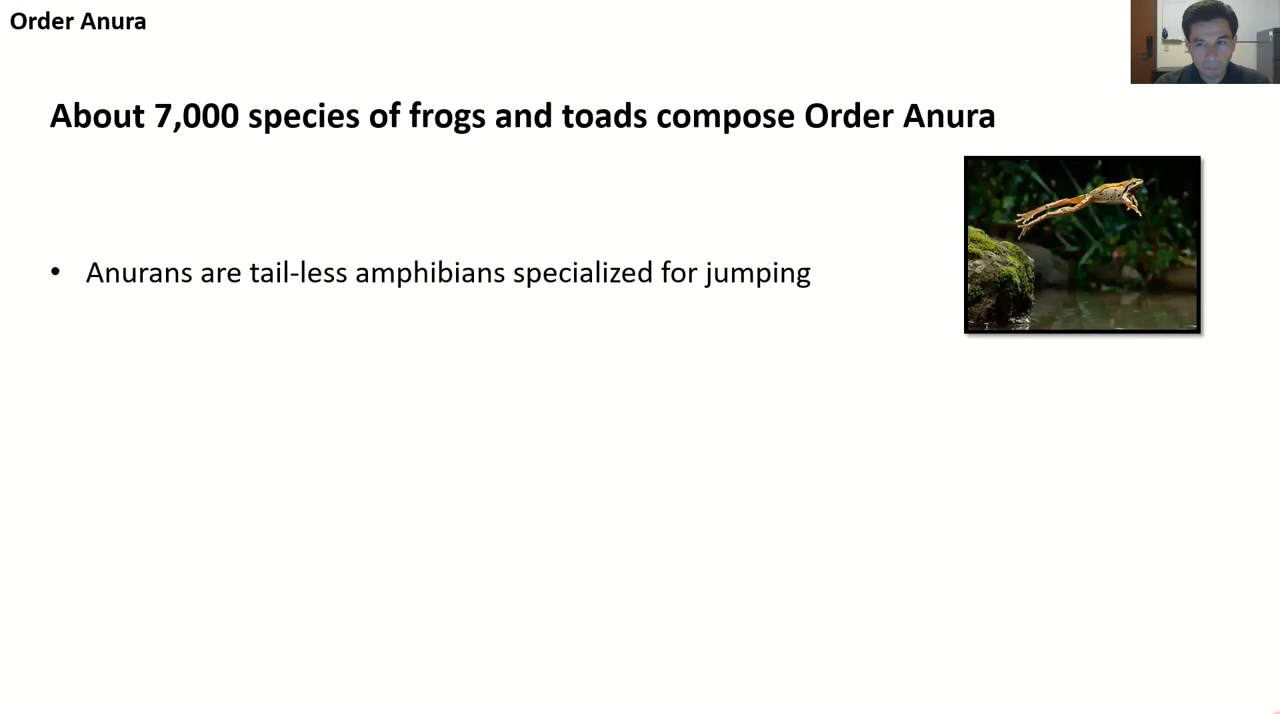 Order Anura
About 7,000 species of frogs and toads compose Order Anura
• Anurans are tail-less amphibians specialized for jumping